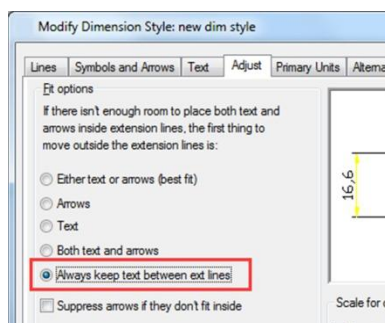 Modify Dimension Style: new dim style
Lines Symbols and Arrows Text Adjust Primary Units
Fit options
If there isn't enough room to place both text and
arrows inside extension lines, the first thing to
move outside the extension lines is:
Either text or arrows (best fit)
Arrows
Text
Both text and arrows
Always keep text between ext lines
Suppress arrows if they don't fit inside
16,6
Scale for